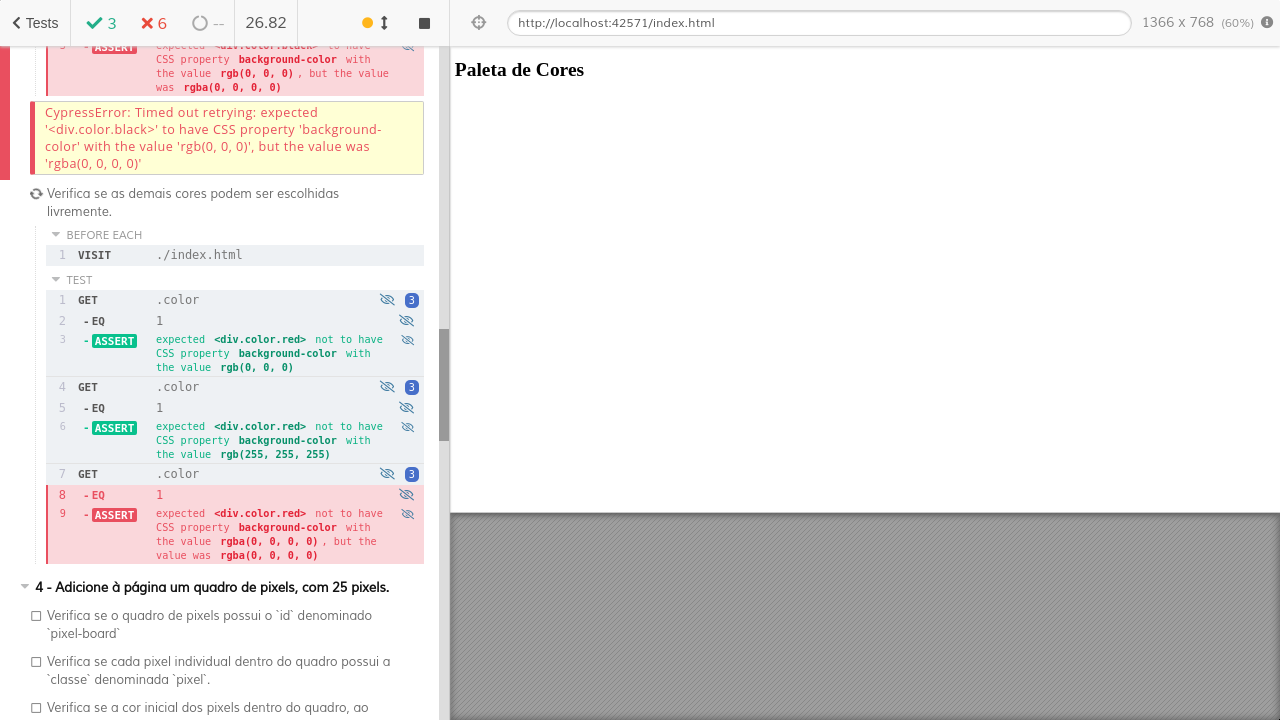 Tests 3 6 -- 26.82 http://localhost:42571/index.html 1366 x 768 (60%)
9 - ASSERT expected <div.color.black> to have
CSS property background-color with
the value rgb(0, 0, 0), but the value
was rgba(0, 0, 0, 0)
CypressError: Timed out retrying: expected
'<div.color.black>' to have CSS property 'background-
color' with the value 'rgb(0, 0, 0)', but the value was
'rgba(0, 0, 0, 0)'
Verifica se as demais cores podem ser escolhidas
livremente.
BEFORE EACH
1 VISIT ./index.html
TEST
1 GET .color 3
2 - EQ 1
3 - ASSERT expected <div.color.red> not to have
CSS property background-color with
the value rgb(0, 0, 0)
4 GET .color 3
5 - EQ 1
6 - ASSERT expected <div.color.red> not to have
CSS property background-color with
the value rgb(255, 255, 255)
7 GET .color 3
8 - EQ 1
9 - ASSERT expected <div.color.red> not to have
CSS property background-color with
the value rgba(0, 0, 0, 0), but the
value was rgba(0, 0, 0, 0)
4 - Adicione à página um quadro de pixels, com 25 pixels.
Verifica se o quadro de pixels possui o `id` denominado
`pixel-board`
Verifica se cada pixel individual dentro do quadro possui a
`classe` denominada `pixel`.
Verifica se a cor inicial dos pixels dentro do quadro, ao
Paleta de Cores